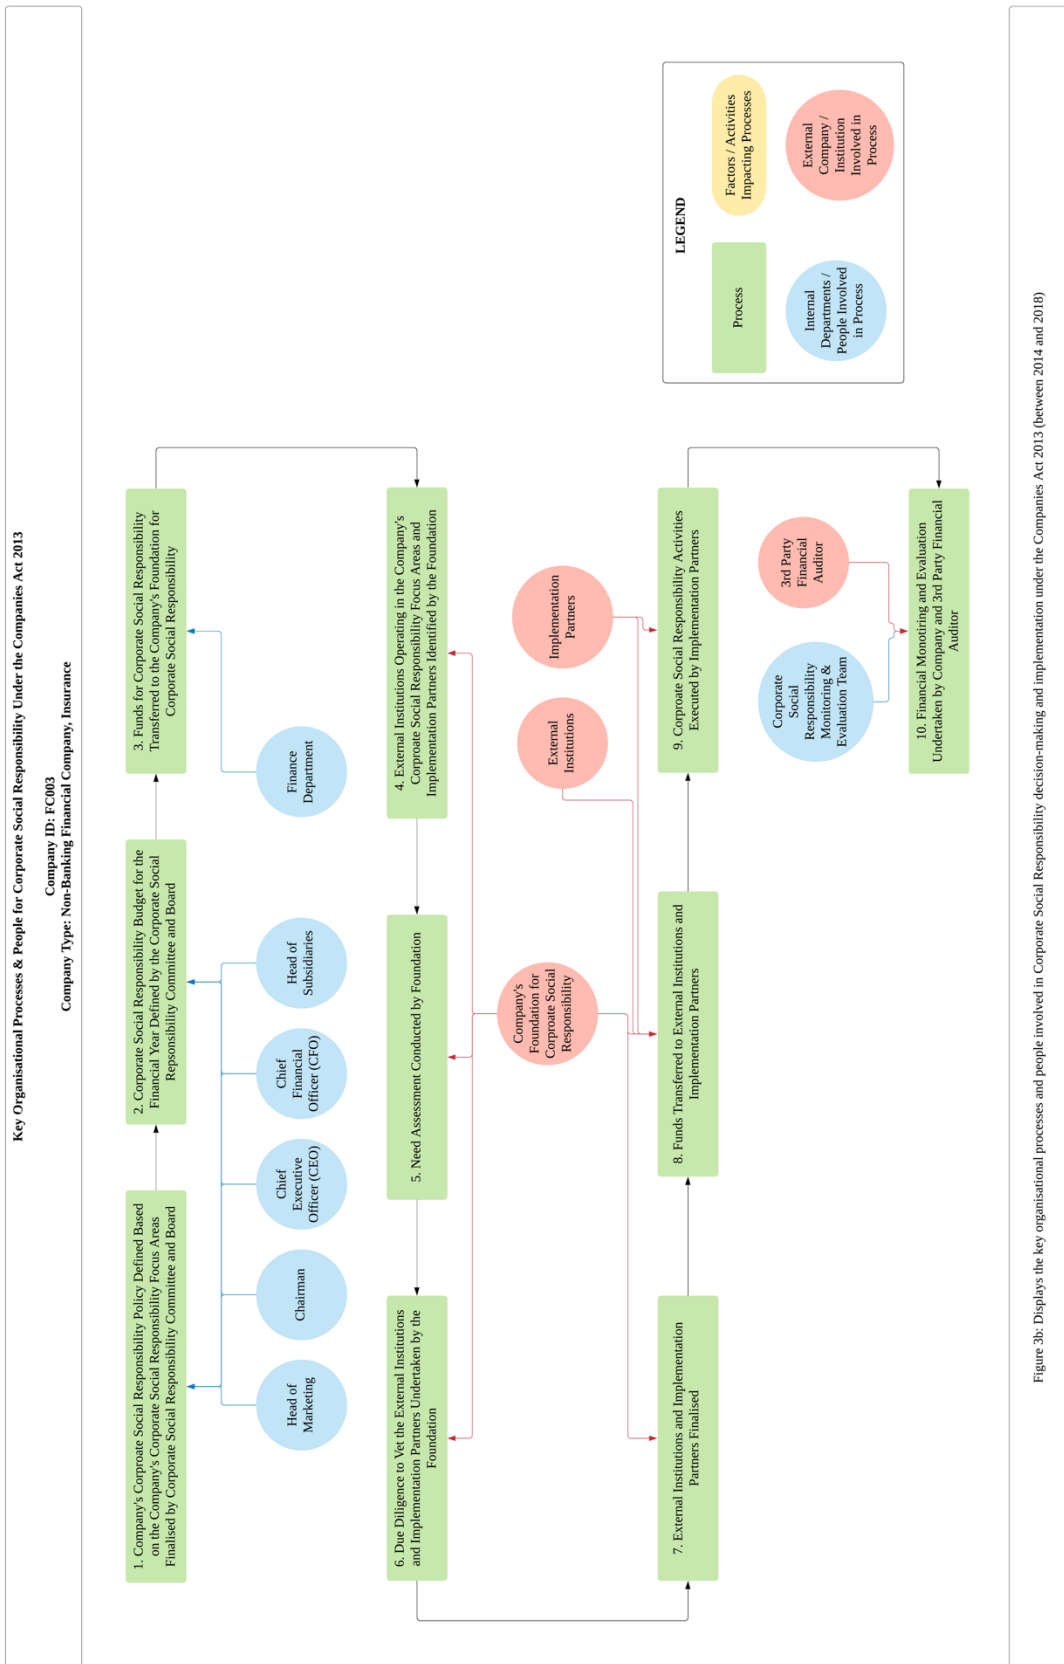 Key Organisational Processes & People for Corporate Social Responsibility Under the Companies Act 2013
Company ID: FC003
Company Type: Non-Banking Financial Company, Insurance
1. Company's Corproate Social Responsibility Policy Defined Based
on the Company's Corporate Social Responsibility Focus Areas
Finalised by Corporate Social Responsibility Committee and Board
2. Corporate Social Responsibility Budget for the
Financial Year Defined by the Corporate Social
Repsonsibility Committee and Board
3. Funds for Corporate Social Responsibility
Transferred to the Company's Foundation for
Corporate Social Responsibility
Head of
Marketing
Chairman
Chief
Executive
Officer (CEO)
Chief
Financial
Officer (CFO)
Head of
Subsidiaries
Finance
Department
6. Due Diligence to Vet the External Institutions
and Implementation Partners Undertaken by the
Foundation
5. Need Assessment Conducted by Foundation
4. External Institutions Operating in the Company's
Corproate Social Responsibility Focus Areas and
Implementation Partners Identified by the Foundation
Company's
Foundation for
Corproate Social
Responsibility
External
Institutions
Implementation
Partners
7. External Institutions and Implementation
Partners Finalised
8. Funds Transferred to External Institutions and
Implementation Partners
9. Corproate Social Responsibility Activities
Executed by Implementation Partners
Corporate
Social
Responsibility
Monitoring &
Evaluation Team
3rd Party
Financial
Auditor
10. Financial Monotiring and Evaluation
Undertaken by Company and 3rd Party Financial
Auditor
LEGEND
Process
Factors / Activities
Impacting Processes
Internal
Departments /
People Involved
in Process
External
Company /
Institution
Involved in
Process
Figure 3b: Displays the key organisational processes and people involved in Corporate Social Responsibility decision-making and implementation under the Companies Act 2013 (between 2014 and 2018)